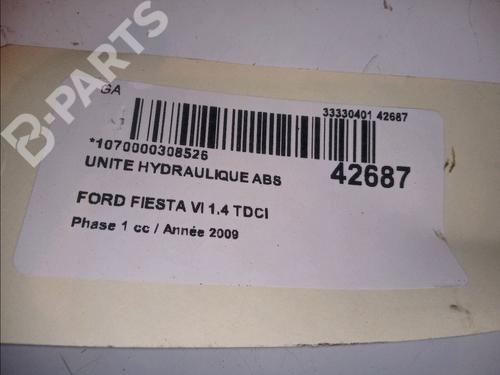 B-PARTS
GA
33330401 42687
*1070000308526
UNITE HYDRAULIQUE ABS
42687
FORD FIESTA VI 1.4 TDCI
Phase 1 cc / Année 2009